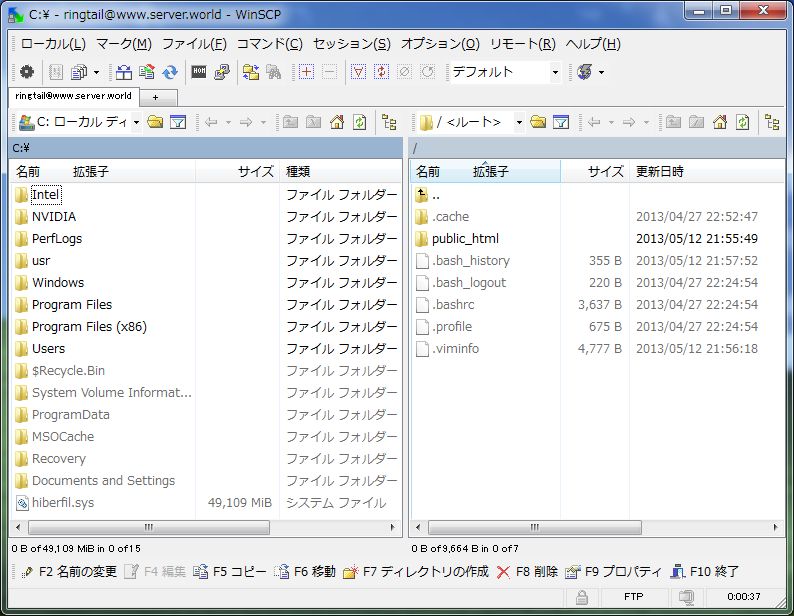 C:¥ - ringtail@www.server.world - WinSCP
ローカル(L) マーク(M) ファイル(F) コマンド(C) セッション(S) オプション(O) リモート(R) ヘルプ(H)
デフォルト
ringtail@www.server.world +
C: ローカル ディ / <ルート>
C:¥ /
名前 拡張子 サイズ 種類 名前 拡張子 サイズ 更新日時
Intel ファイル フォルダー ..
NVIDIA ファイル フォルダー .cache 2013/04/27 22:52:47
PerfLogs ファイル フォルダー public_html 2013/05/12 21:55:49
usr ファイル フォルダー .bash_history 355 B 2013/05/12 21:57:52
Windows ファイル フォルダー .bash_logout 220 B 2013/04/27 22:24:54
Program Files ファイル フォルダー .bashrc 3,637 B 2013/04/27 22:24:54
Program Files (x86) ファイル フォルダー .profile 675 B 2013/04/27 22:24:54
Users ファイル フォルダー .viminfo 4,777 B 2013/05/12 21:56:18
$Recycle.Bin ファイル フォルダー
System Volume Informat... ファイル フォルダー
ProgramData ファイル フォルダー
MSOCache ファイル フォルダー
Recovery ファイル フォルダー
Documents and Settings ファイル フォルダー
hiberfil.sys 49,109 MiB システム ファイル
0 B of 49,109 MiB in 0 of 15 0 B of 9,664 B in 0 of 7
F2 名前の変更 F4 編集 F5 コピー F6 移動 F7 ディレクトリの作成 F8 削除 F9 プロパティ F10 終了
FTP 0:00:37